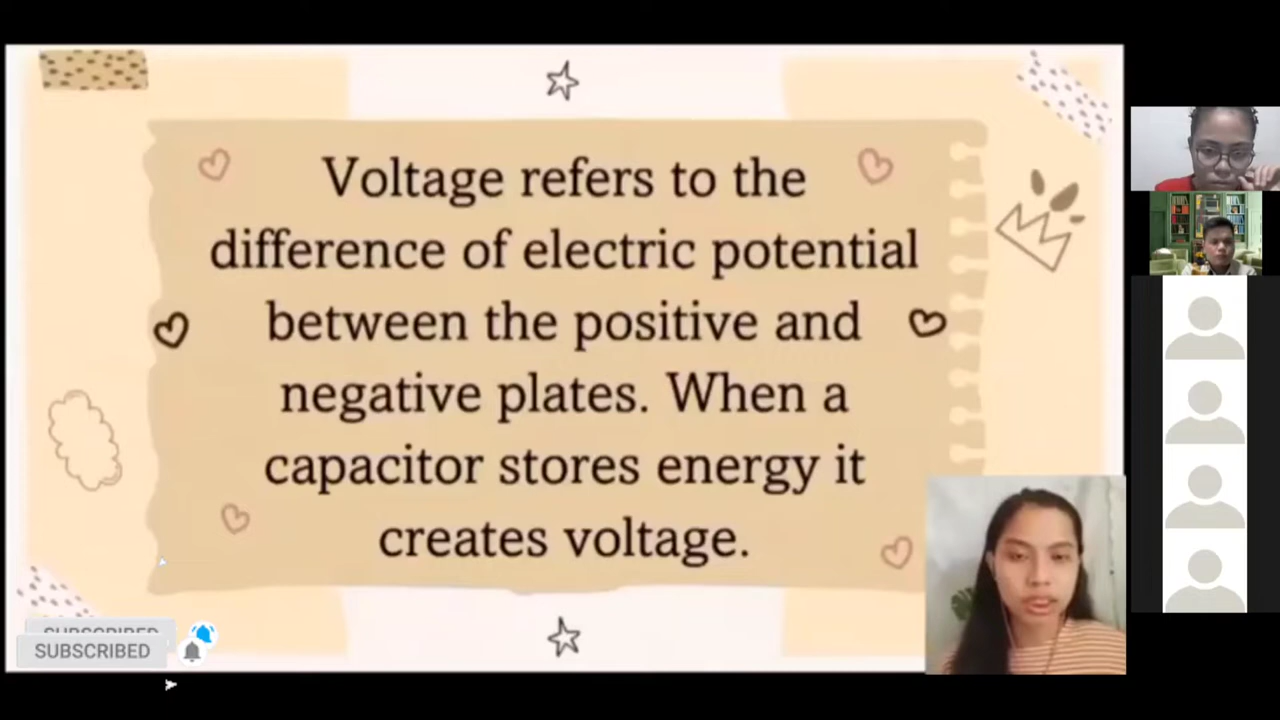 Voltage refers to the
difference of electric potential
between the positive and
negative plates. When a
capacitor stores energy it
creates voltage.
SUBSCRIBED
SUBSCRIBED